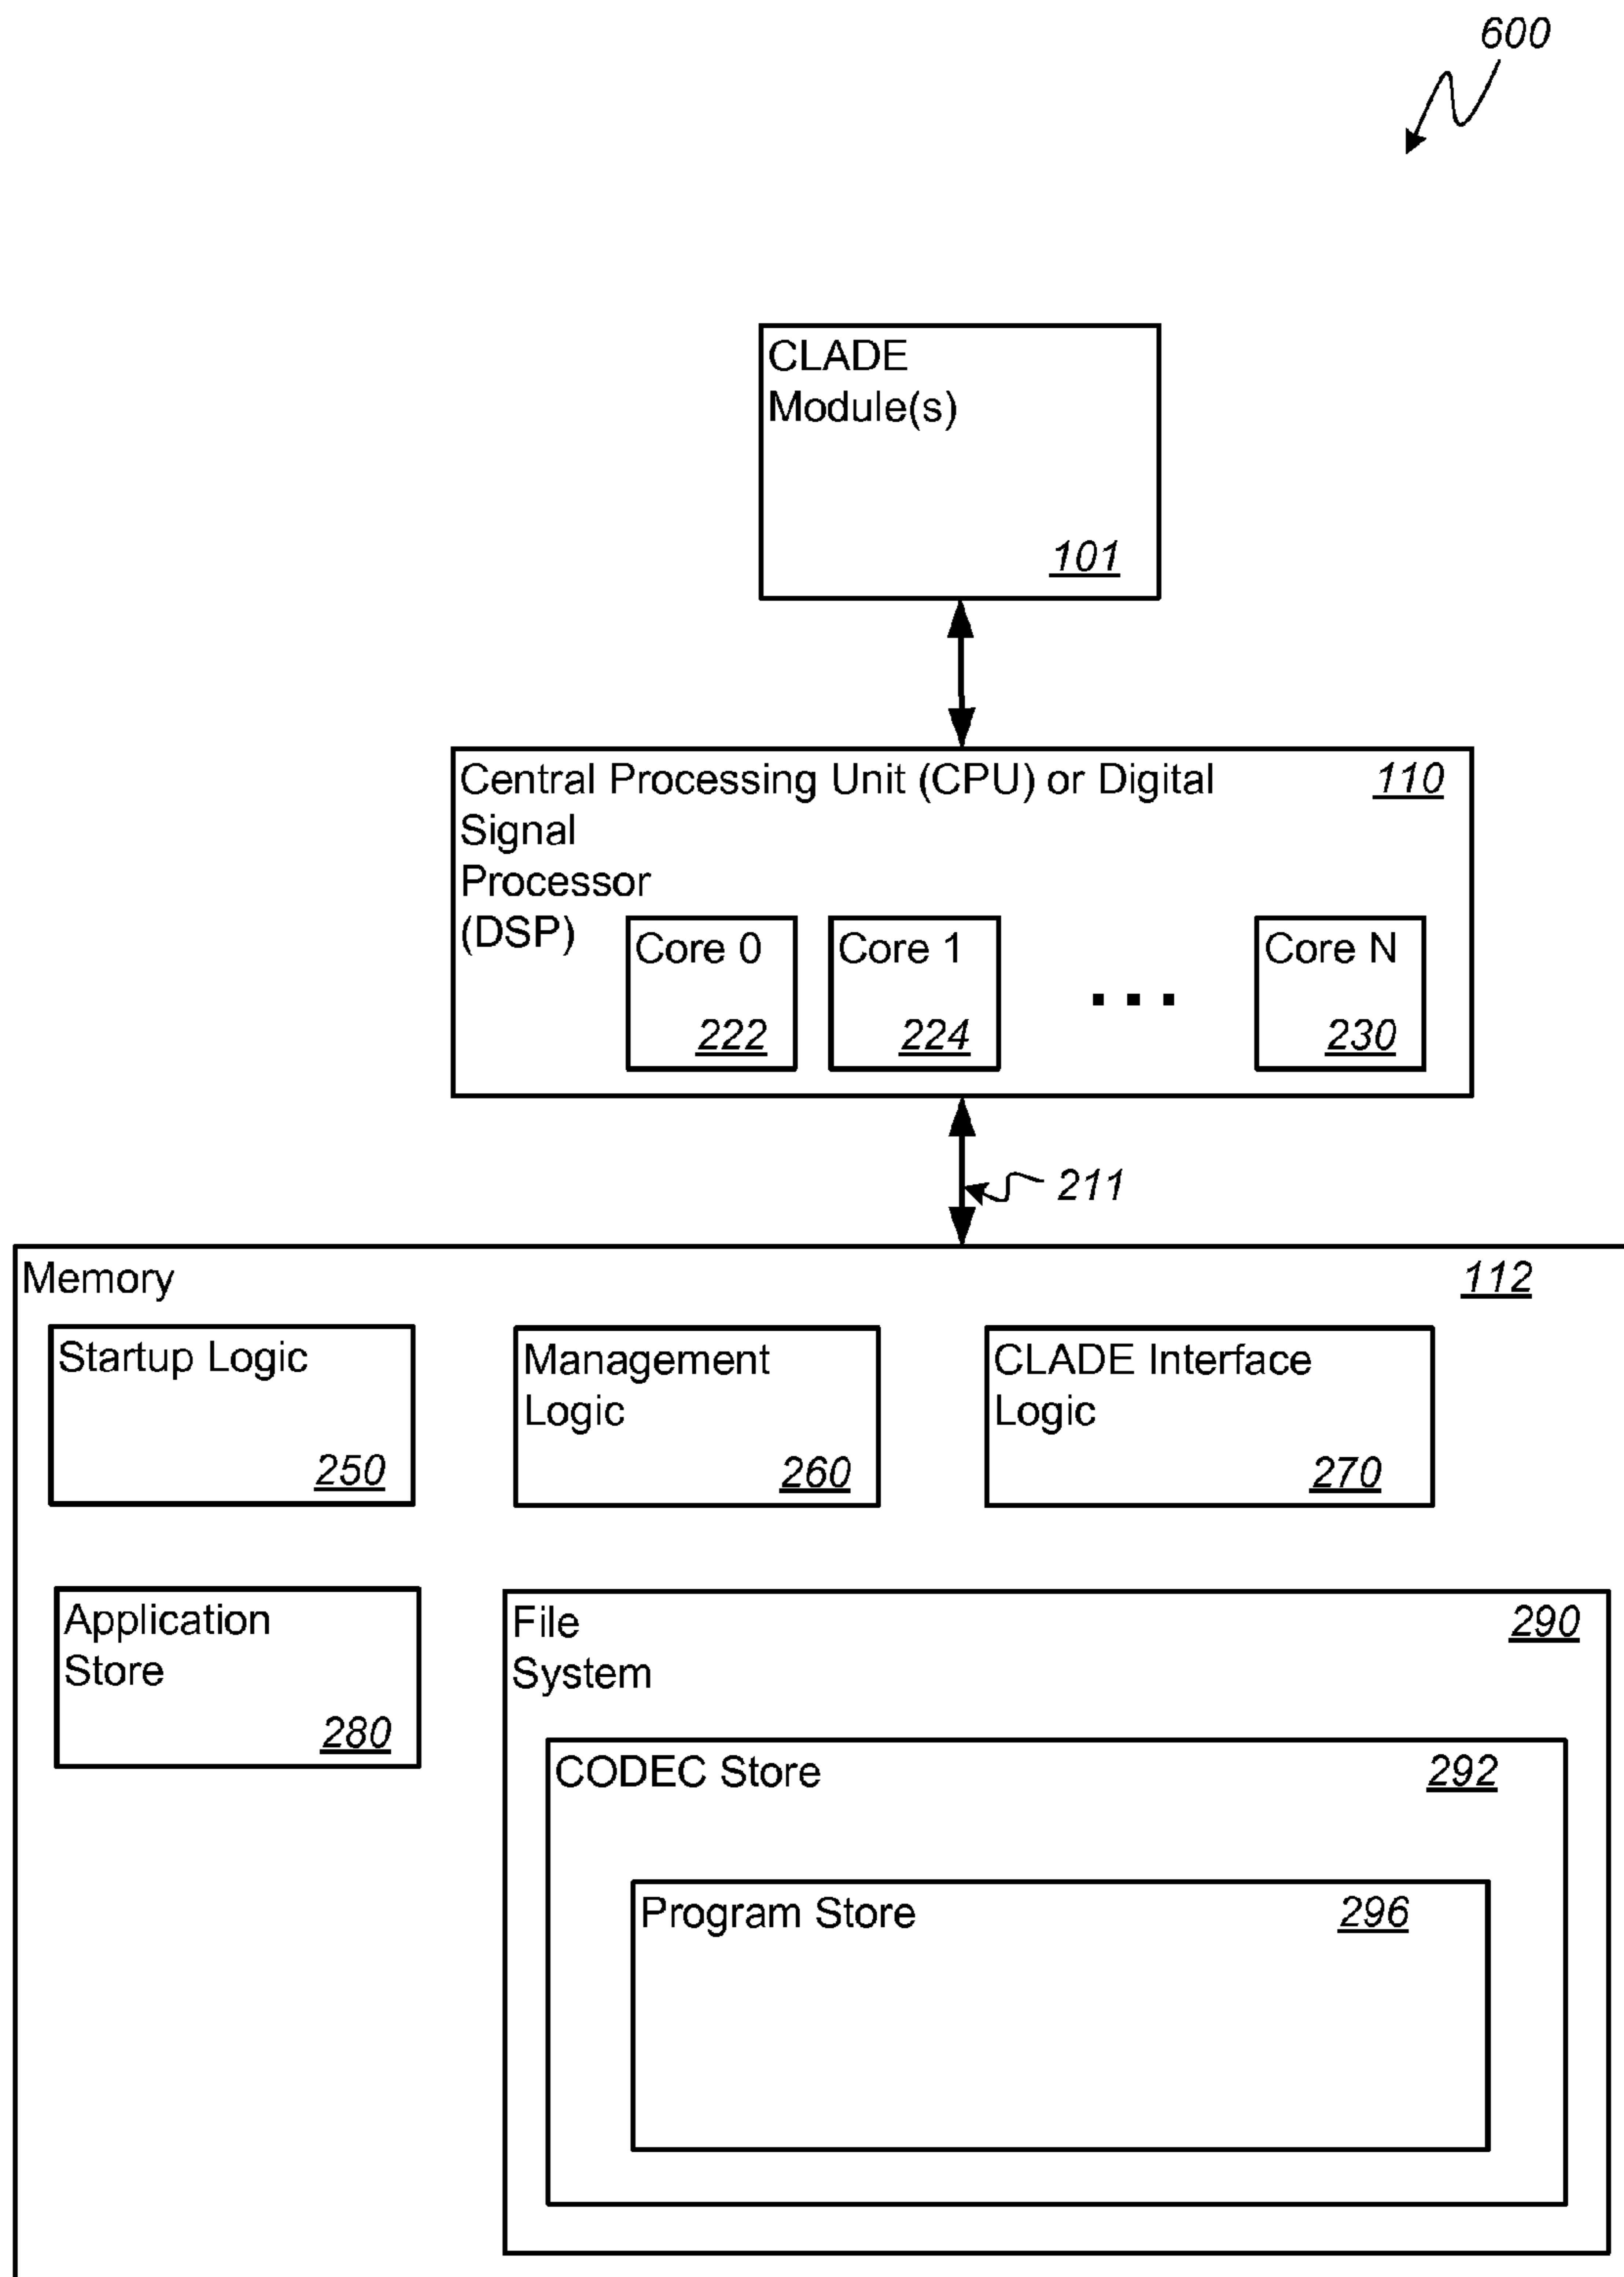 600
CLADE
Module(s)
101
Central Processing Unit (CPU) or Digital
110
Signal
Processor
(DSP)
Core 0
222
Core 1
224
...
Core N
230
211
Memory
112
Startup Logic
250
Management
Logic
260
CLADE Interface
Logic
270
Application
Store
280
File
System
290
CODEC Store
292
Program Store
296